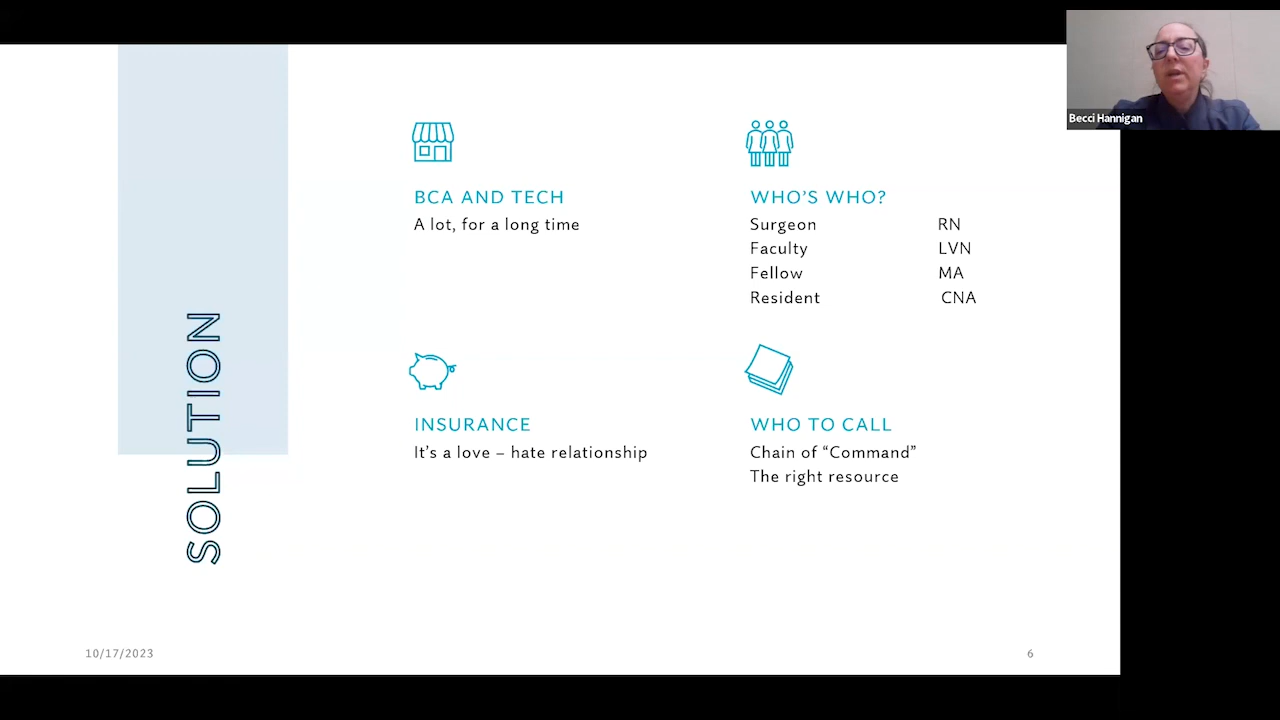 Becci Hannigan
SOLUTION
BCA AND TECH
A lot, for a long time
WHO'S WHO?
Surgeon RN
Faculty LVN
Fellow MA
Resident CNA
INSURANCE
It's a love – hate relationship
WHO TO CALL
Chain of “Command”
The right resource
10/17/2023
6